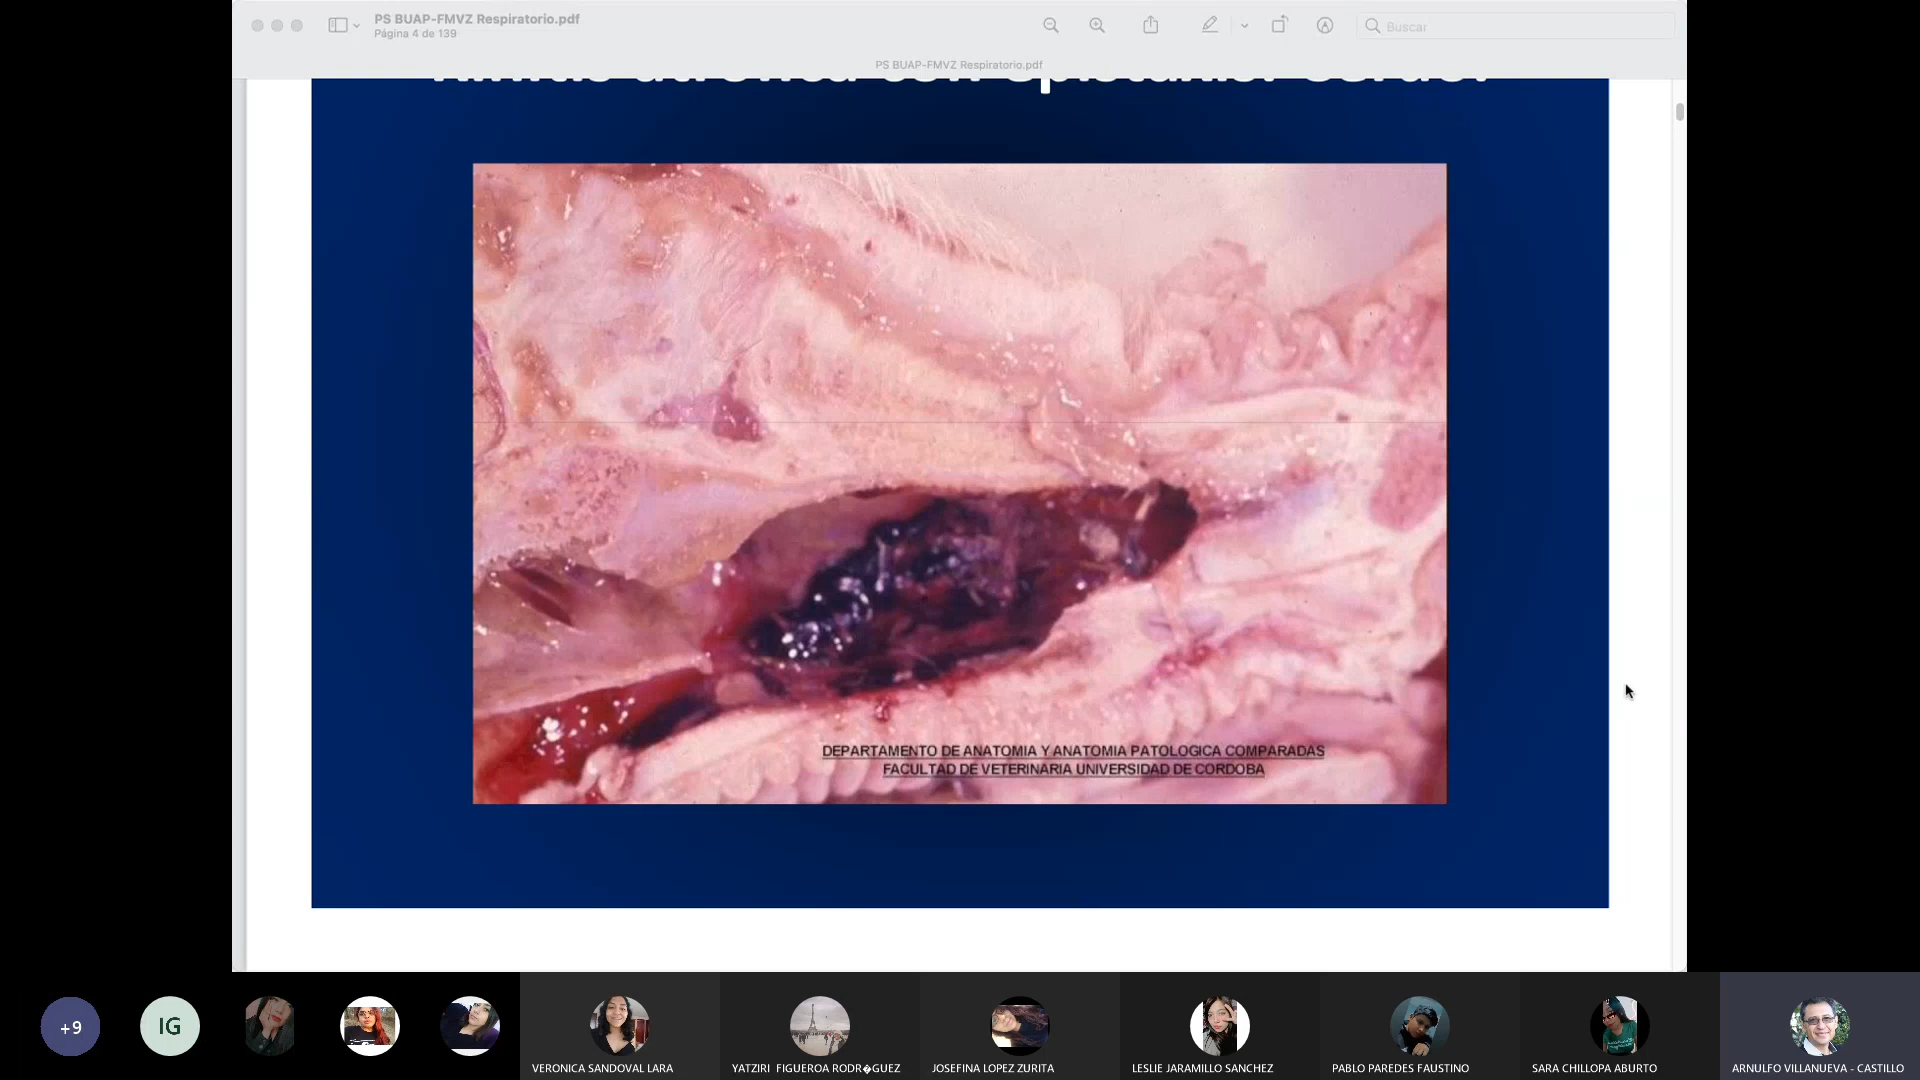 PS BUAP-FMVZ Respiratorio.pdf
Página 4 de 139
Buscar
PS BUAP-FMVZ Respiratorio.pdf
DEPARTAMENTO DE ANATOMIA Y ANATOMIA PATOLOGICA COMPARADAS
FACULTAD DE VETERINARIA UNIVERSIDAD DE CORDOBA
+9
IG
VERONICA SANDOVAL LARA
YATZIRI FIGUEROA RODR�GUEZ
JOSEFINA LOPEZ ZURITA
LESLIE JARAMILLO SANCHEZ
PABLO PAREDES FAUSTINO
SARA CHILLOPA ABURTO
ARNULFO VILLANUEVA - CASTILLO